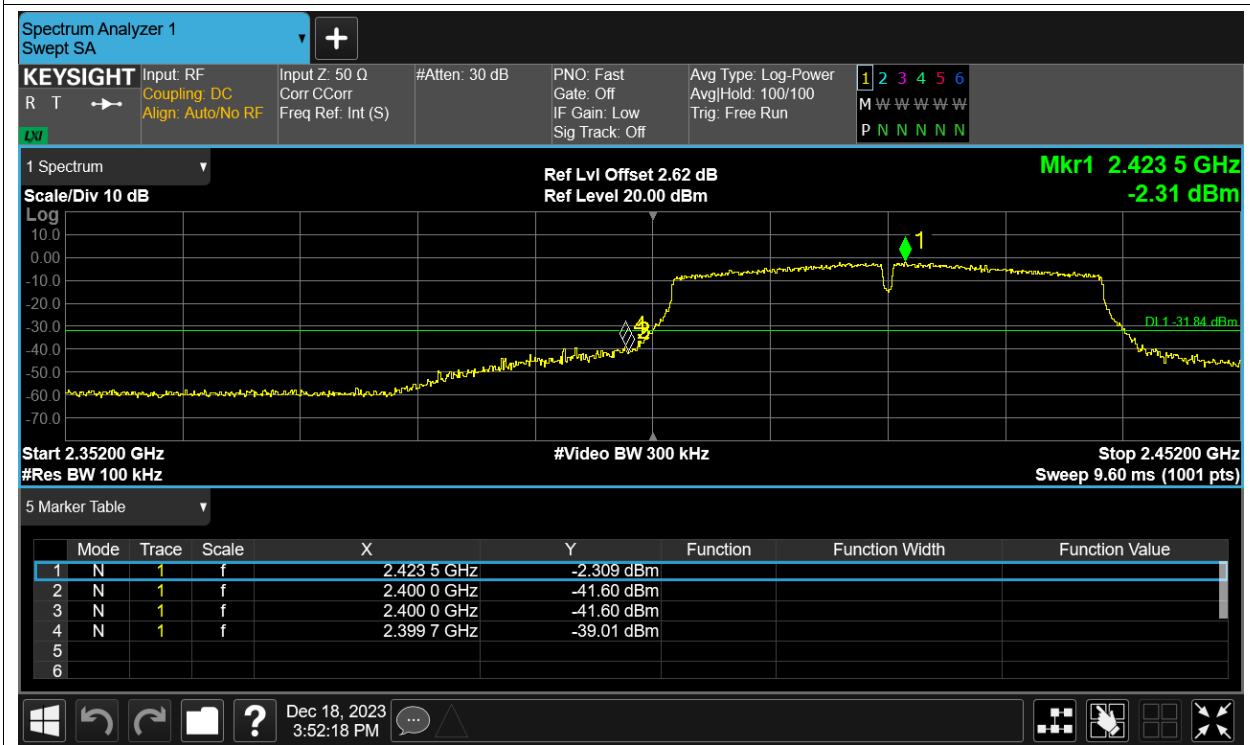 Spectrum Analyzer 1
Swept SA
KEYSIGHT Input: RF Input Z: 50 Ω #Atten: 30 dB PNO: Fast Avg Type: Log-Power 1 2 3 4 5 6
R T Coupling: DC Corr CCorr Gate: Off Avg|Hold: 100/100 M W W W W W
Align: Auto/No RF Freq Ref: Int (S) IF Gain: Low Trig: Free Run
LXI Sig Track: Off P N N N N N
1 Spectrum Ref Lvl Offset 2.62 dB Mkr1 2.423 5 GHz
Scale/Div 10 dB Ref Level 20.00 dBm -2.31 dBm
Log
10.0
1
0.00
-10.0
-20.0
-30.0
DL1 -31.84 dBm
-40.0
-50.0
-60.0
-70.0
Start 2.35200 GHz #Video BW 300 kHz Stop 2.45200 GHz
#Res BW 100 kHz Sweep 9.60 ms (1001 pts)
5 Marker Table
Mode Trace Scale X Y Function Function Width Function Value
1 N 1 f 2.423 5 GHz -2.309 dBm
2 N 1 f 2.400 0 GHz -41.60 dBm
3 N 1 f 2.400 0 GHz -41.60 dBm
4 N 1 f 2.399 7 GHz -39.01 dBm
5
6
? Dec 18, 2023
3:52:18 PM